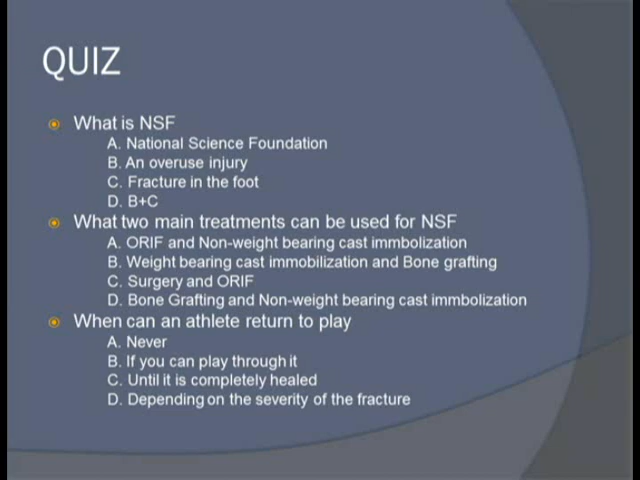 QUIZ
What is NSF
A. National Science Foundation
B. An overuse injury
C. Fracture in the foot
D. B+C
What two main treatments can be used for NSF
A. ORIF and Non-weight bearing cast immbolization
B. Weight bearing cast immobilization and Bone grafting
C. Surgery and ORIF
D. Bone Grafting and Non-weight bearing cast immbolization
When can an athlete return to play
A. Never
B. If you can play through it
C. Until it is completely healed
D. Depending on the severity of the fracture